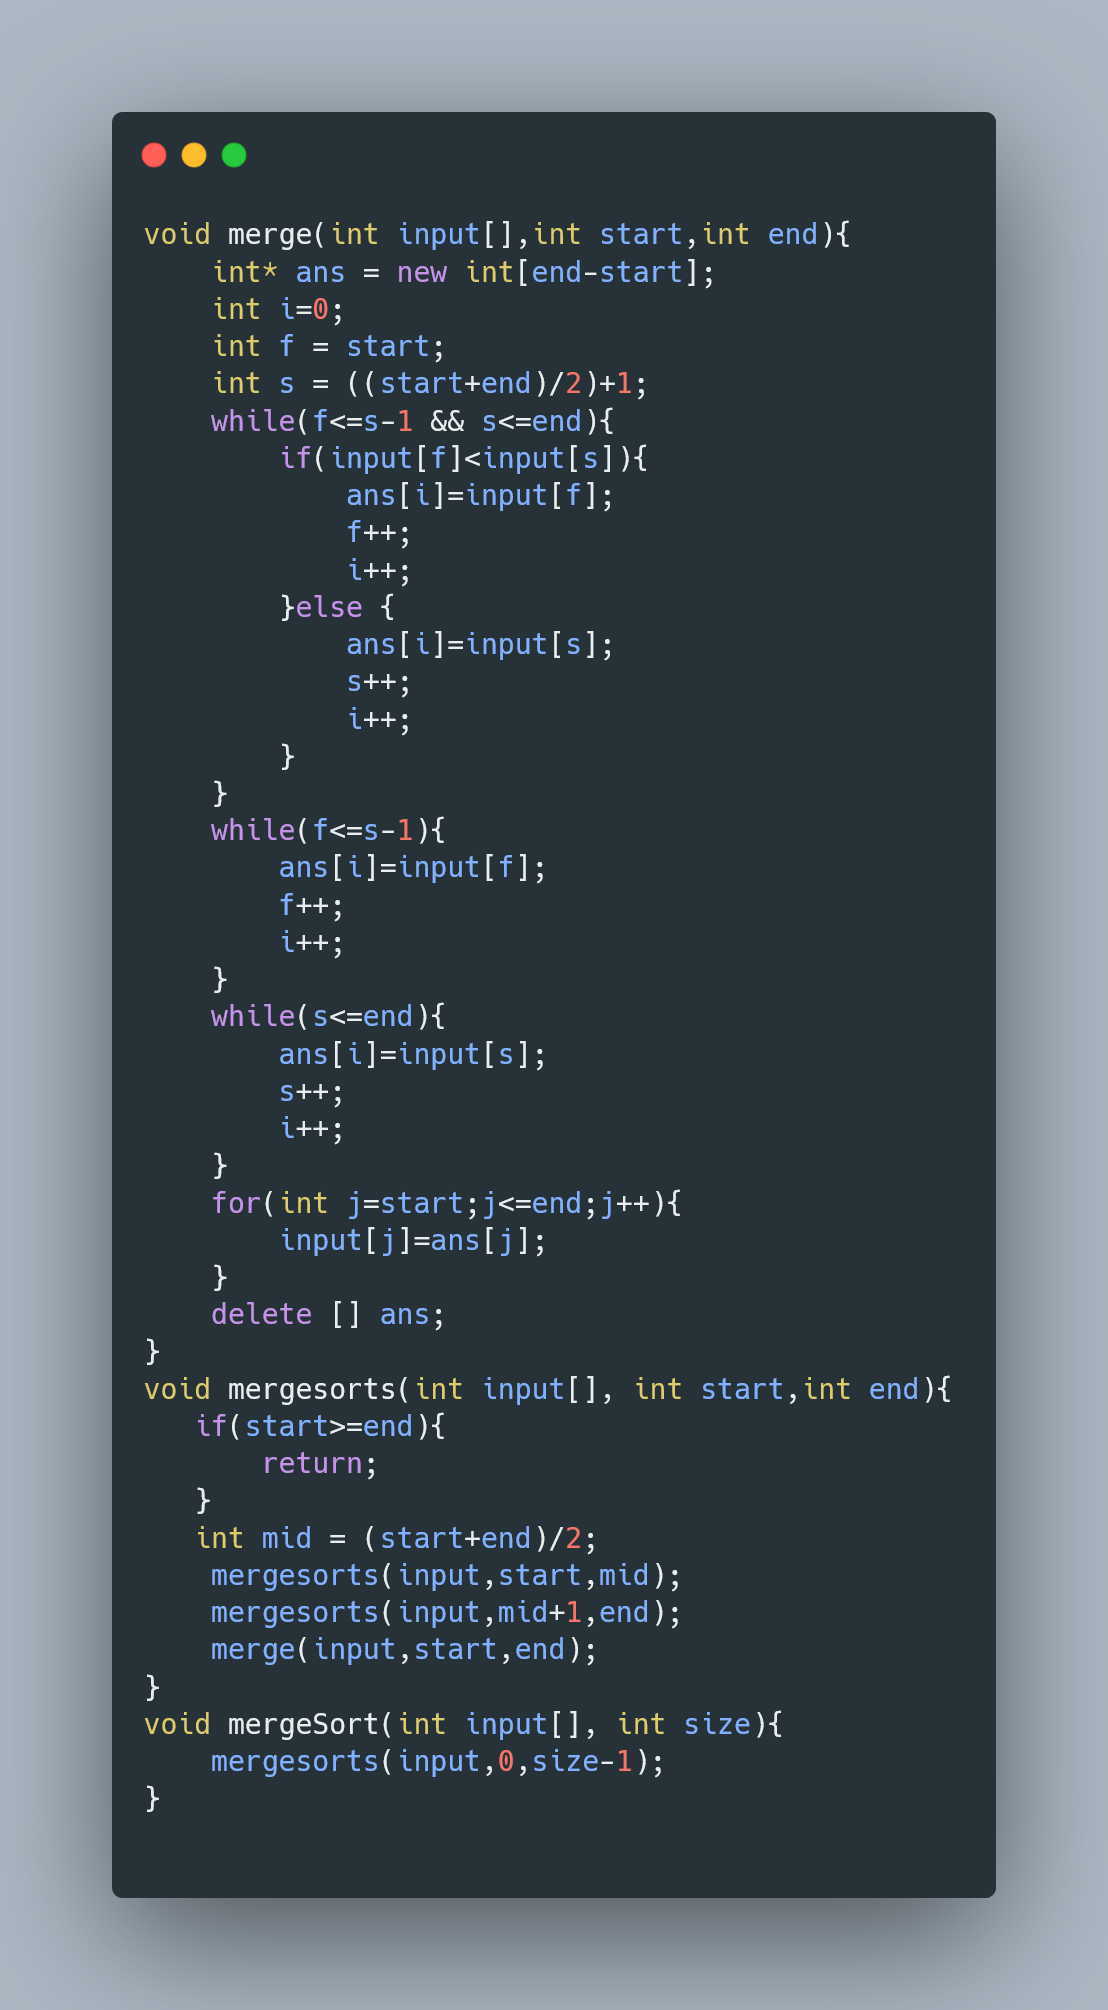 void merge(int input[],int start,int end){
    int* ans = new int[end-start];
    int i=0;
    int f = start;
    int s = ((start+end)/2)+1;
    while(f<=s-1 && s<=end){
        if(input[f]<input[s]){
            ans[i]=input[f];
            f++;
            i++;
        }else {
            ans[i]=input[s];
            s++;
            i++;
        }
    }
    while(f<=s-1){
        ans[i]=input[f];
        f++;
        i++;
    }
    while(s<=end){
        ans[i]=input[s];
        s++;
        i++;
    }
    for(int j=start;j<=end;j++){
        input[j]=ans[j];
    }
    delete [] ans;
}
void mergesorts(int input[], int start,int end){
   if(start>=end){
       return;
   }
   int mid = (start+end)/2;
    mergesorts(input,start,mid);
    mergesorts(input,mid+1,end);
    merge(input,start,end);
}
void mergeSort(int input[], int size){
    mergesorts(input,0,size-1);
}